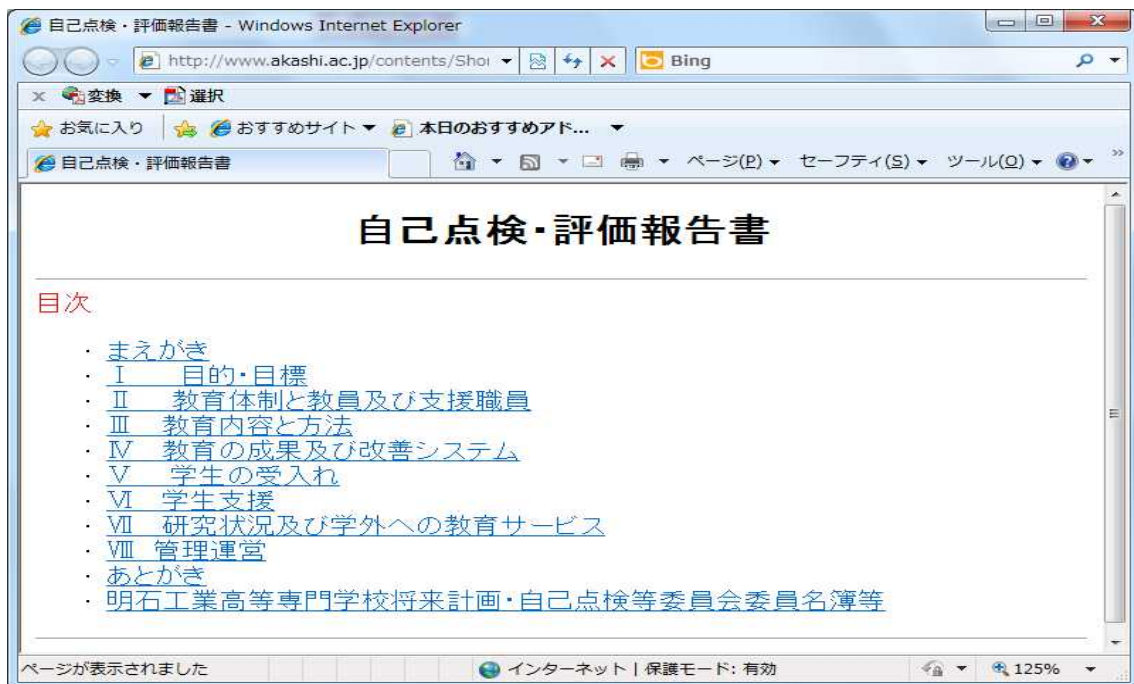 自己点検・評価報告書 - Windows Internet Explorer
http://www.akashi.ac.jp/contents/Shoi
Bing
x 変換 選択
お気に入り おすすめサイト 本日のおすすめアド...
自己点検・評価報告書 ページ(P) セーフティ(S) ツール(O)
自己点検・評価報告書
目次
・ まえがき
・ Ⅰ 目的・目標
・ Ⅱ 教育体制と教員及び支援職員
・ Ⅲ 教育内容と方法
・ Ⅳ 教育の成果及び改善システム
・ Ⅴ 学生の受入れ
・ Ⅵ 学生支援
・ Ⅶ 研究状況及び学外への教育サービス
・ Ⅷ 管理運営
・ あとがき
・ 明石工業高等専門学校将来計画・自己点検等委員会委員名簿等
ページが表示されました インターネット | 保護モード: 有効 125%